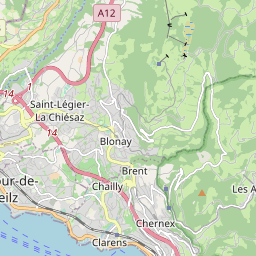 A12
14
Saint-Légier-
La Chiésaz
14
Blonay
Brent
our-de-
eilz
Chailly
Les A
Chernex
Clarens